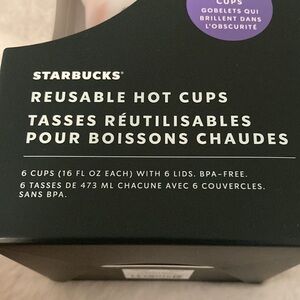 CUPS
GOBELETS QUI
BRILLENT DANS
L'OBSCURITÉ
STARBUCKS®
REUSABLE HOT CUPS
TASSES RÉUTILISABLES
POUR BOISSONS CHAUDES
6 CUPS (16 FL OZ EACH) WITH 6 LIDS. BPA-FREE.
6 TASSES DE 473 ML CHACUNE AVEC 6 COUVERCLES.
SANS BPA.